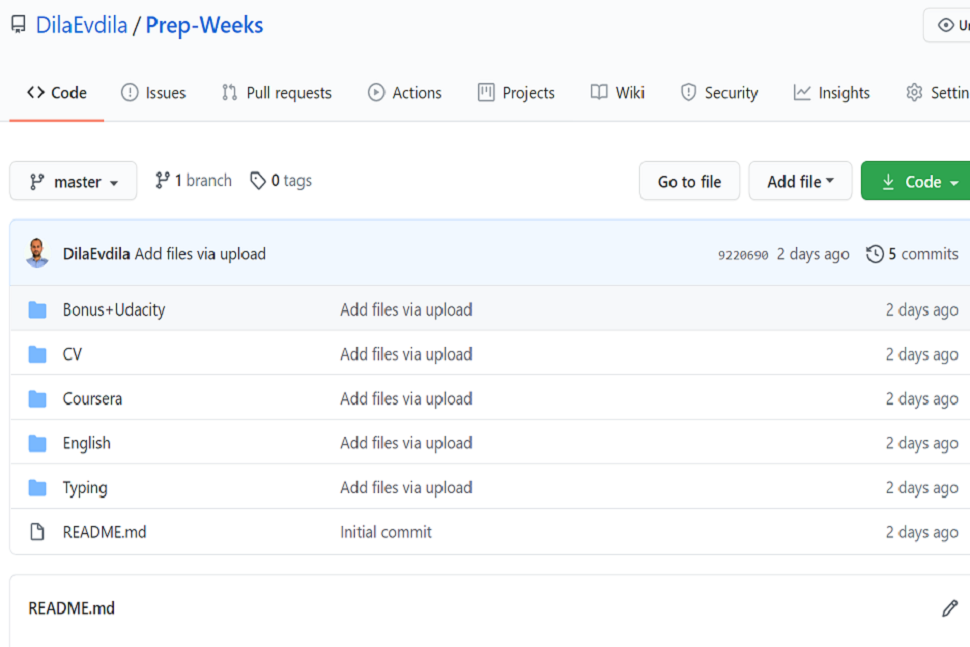 DilaEvdila / Prep-Weeks
Code Issues Pull requests Actions Projects Wiki Security Insights
master 1 branch 0 tags Go to file Add file Code
DilaEvdila Add files via upload 9220690 2 days ago 5 commits
Bonus+Udacity Add files via upload 2 days ago
CV Add files via upload 2 days ago
Coursera Add files via upload 2 days ago
English Add files via upload 2 days ago
Typing Add files via upload 2 days ago
README.md Initial commit 2 days ago
README.md